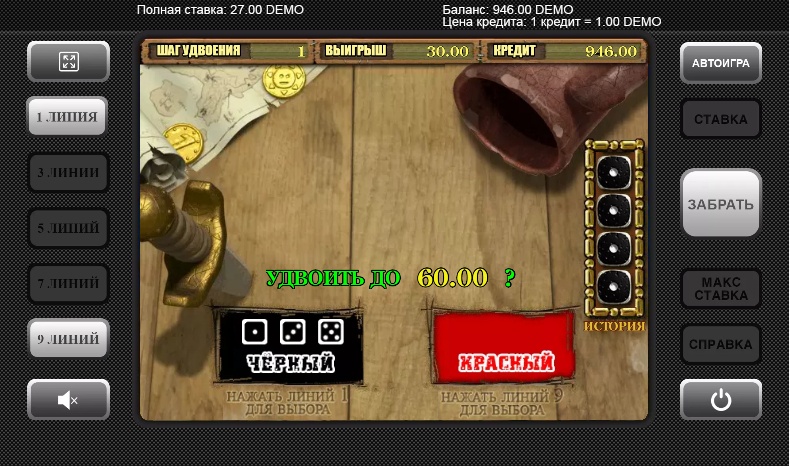 Полная ставка: 27.00 DEMO
Баланс: 946.00 DEMO
Цена кредита: 1 кредит = 1.00 DEMO
ШАГ УДВОЕНИЯ 1 ВЫИГРЫШ 30.00 КРЕДИТ 946.00
АВТОИГРА
1 ЛИПИЯ
СТАВКА
3 ЛИНИИ
ЗАБРАТЬ
5 ЛИПИЙ
УДВОИТЬ ДО 60.00 ?
7 ЛИНИЙ
МАКС
СТАВКА
ИСТОРИЯ
9 ЛИНИЙ
СПРАВКА
ЧЁРНЫЙ
КРАСНЫЙ
НАЖАТЬ ЛИНИЙ 1
ДЛЯ ВЫБОРА
НАЖАТЬ ЛИНИЙ 9
ДЛЯ ВЫБОРА